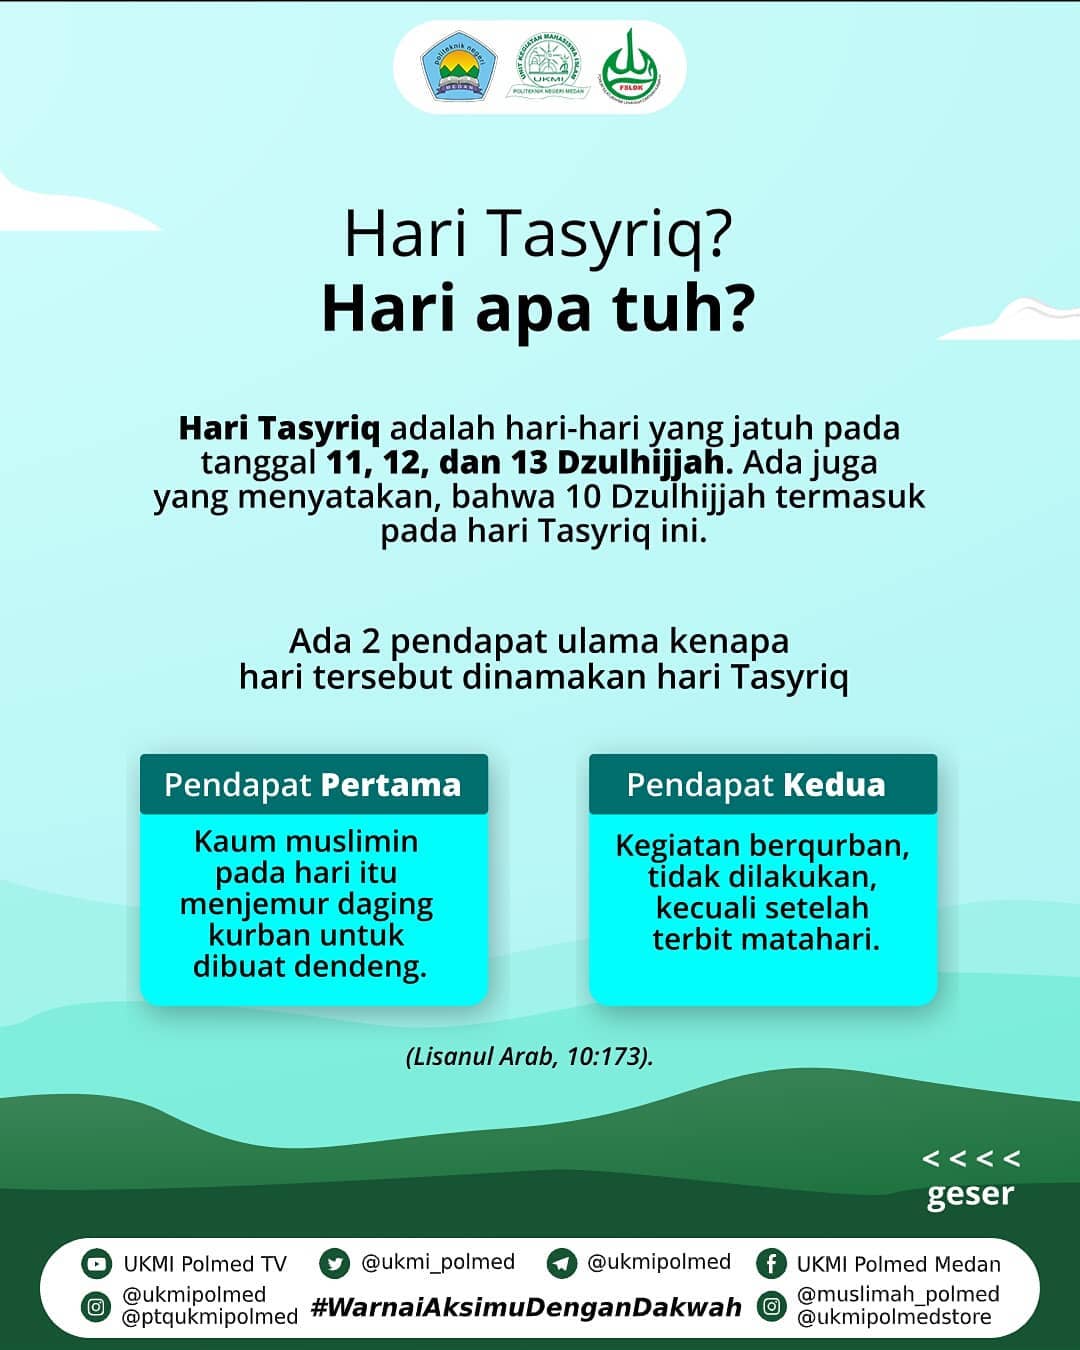 politeknik negeri
MEDAN
UNIT KEGIATAN MAHASISWA ISLAM
UKMI
POLITEKNIK NEGERI MEDAN
FSLDK
Hari Tasyriq?
Hari apa tuh?
Hari Tasyriq adalah hari-hari yang jatuh pada
tanggal 11, 12, dan 13 Dzulhijjah. Ada juga
yang menyatakan, bahwa 10 Dzulhijjah termasuk
pada hari Tasyriq ini.
Ada 2 pendapat ulama kenapa
hari tersebut dinamakan hari Tasyriq
Pendapat Pertama
Kaum muslimin
pada hari itu
menjemur daging
kurban untuk
dibuat dendeng.
Pendapat Kedua
Kegiatan berqurban,
tidak dilakukan,
kecuali setelah
terbit matahari.
(Lisanul Arab, 10:173).
< < < <
geser
UKMI Polmed TV
@ukmi_polmed
@ukmipolmed
UKMI Polmed Medan
@ukmipolmed
@ptqukmipolmed
#WarnaiAksimuDenganDakwah
@muslimah_polmed
@ukmipolmedstore